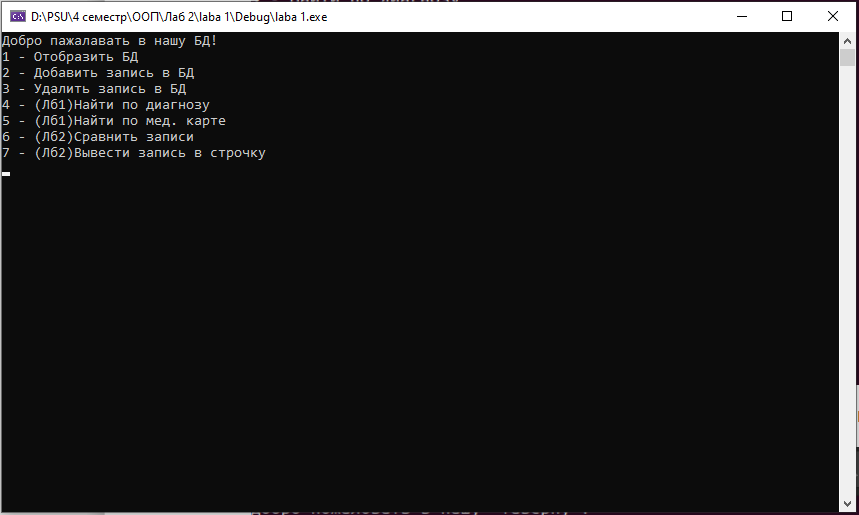 D:\PSU\4 семестр\ООП\Лаб 2\laba 1\Debug\laba 1.exe
Добро пажалавать в нашу БД!
1 - Отобразить БД
2 - Добавить запись в БД
3 - Удалить запись в БД
4 - (Лб1)Найти по диагнозу
5 - (Лб1)Найти по мед. карте
6 - (Лб2)Сравнить записи
7 - (Лб2)Вывести запись в строчку